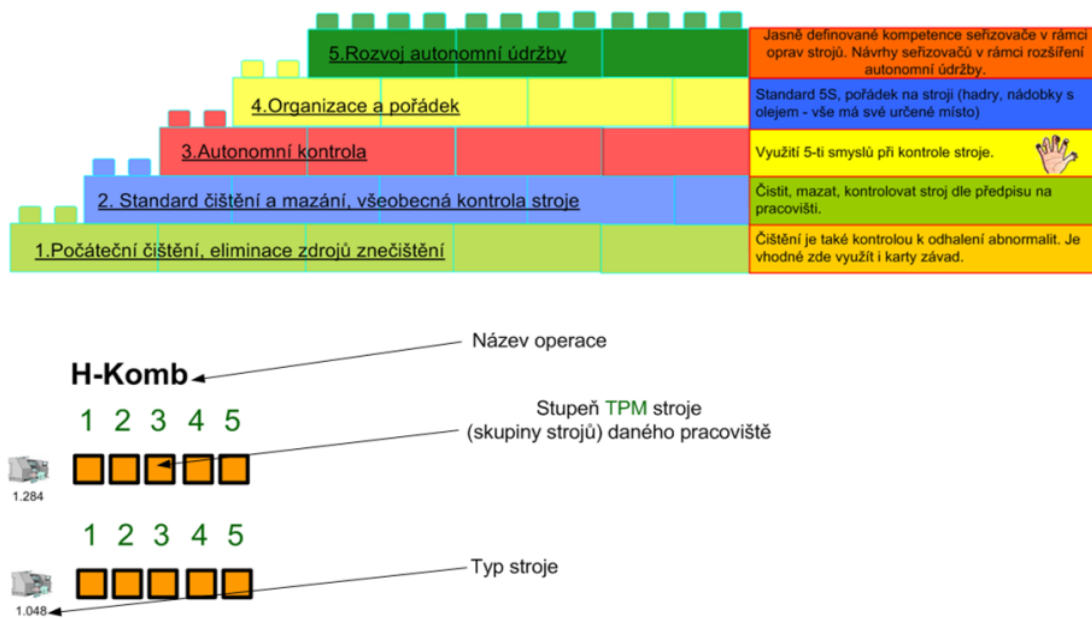 5.Rozvoj autonomní údržby
Jasně definované kompetence seřizovače v rámci
oprav strojů. Návrhy seřizovačů v rámci rozšíření
autonomní údržby.
4.Organizace a pořádek
Standard 5S, pořádek na stroji (hadry, nádobky s
olejem - vše má své určené místo)
3.Autonomní kontrola
Využití 5-ti smyslů při kontrole stroje.
2. Standard čištění a mazání, všeobecná kontrola stroje
Čistit, mazat, kontrolovat stroj dle předpisu na
pracovišti.
1.Počáteční čištění, eliminace zdrojů znečištění
Čištění je také kontrolou k odhalení abnormalit. Je
vhodné zde využít i karty závad.
Název operace
H-Komb
1 2 3 4 5
Stupeň TPM stroje
(skupiny strojů) daného pracoviště
1.284
1 2 3 4 5
Typ stroje
1.048